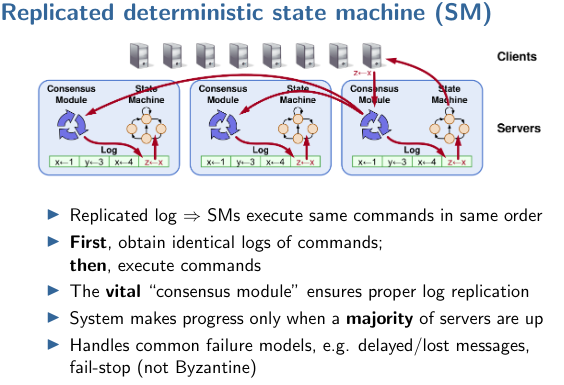 Replicated deterministic state machine (SM)
Clients
z←x
Consensus Module
State Machine
Consensus Module
State Machine
Consensus Module
State Machine
Servers
Log
Log
Log
x←1 y←3 x←4 z←x
x←1 y←3 x←4 z←x
x←1 y←3 x←4 z←x
Replicated log ⇒ SMs execute same commands in same order
First, obtain identical logs of commands;
then, execute commands
The vital “consensus module” ensures proper log replication
System makes progress only when a majority of servers are up
Handles common failure models, e.g. delayed/lost messages,
fail-stop (not Byzantine)